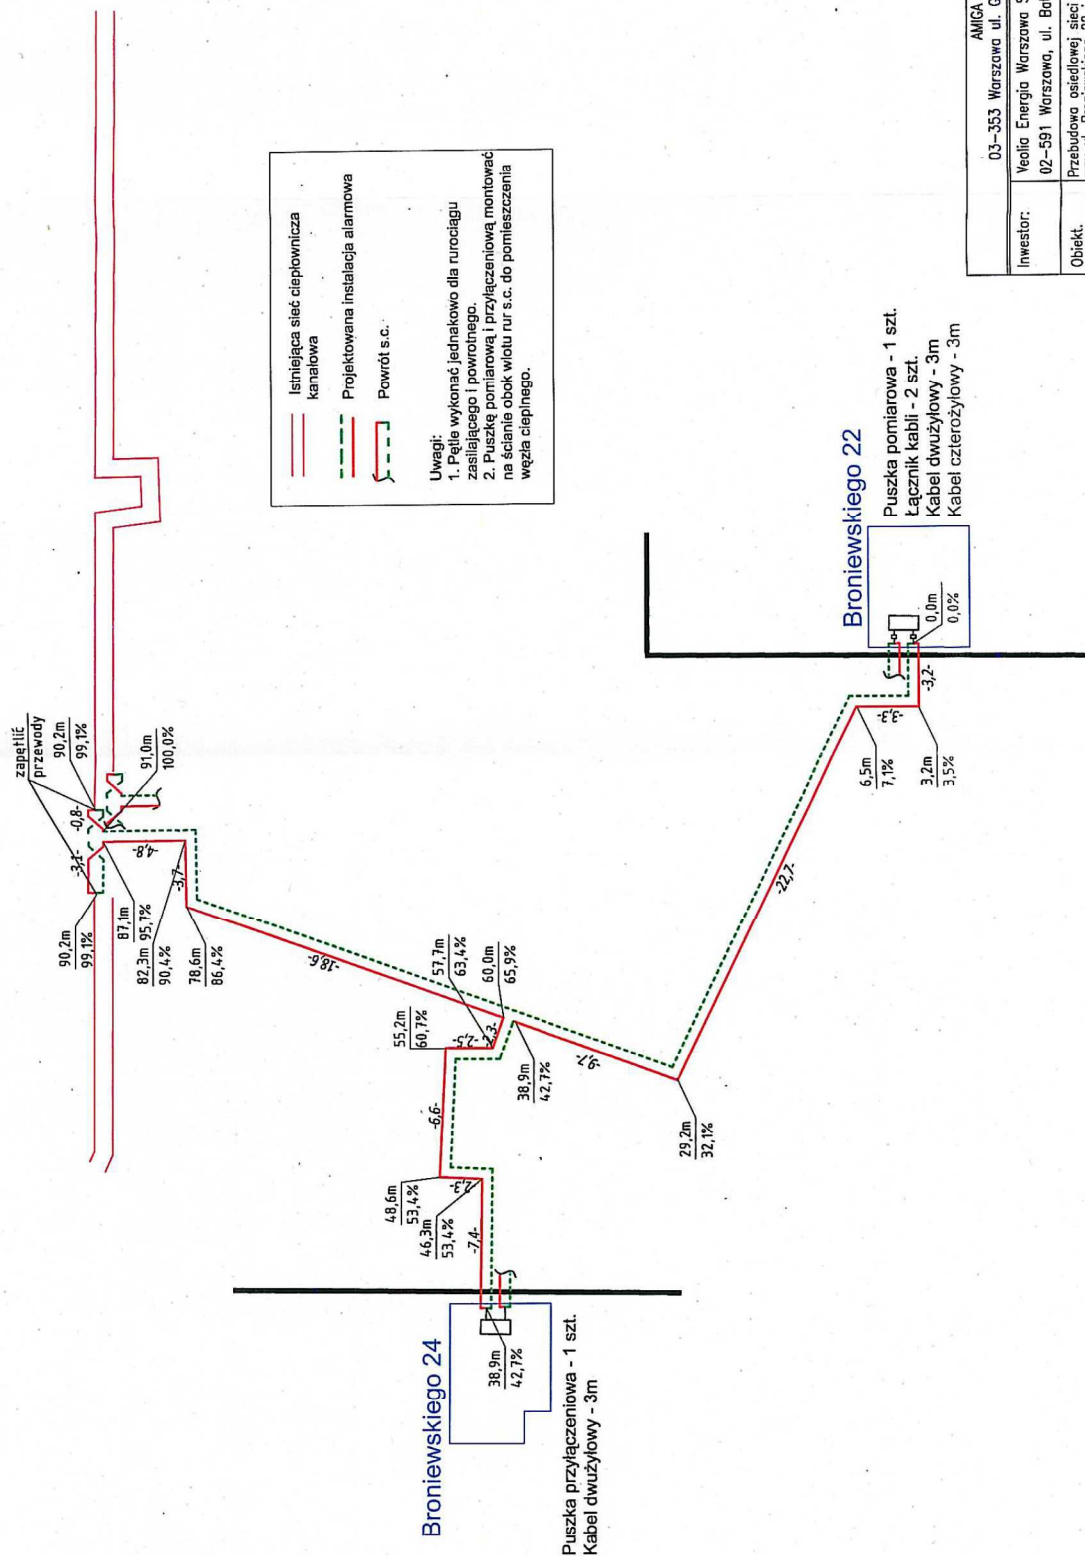 zapętlić
przewody
90,2m
99,1%
-0,8-
91,0m
100,0%
-3,1-
90,2m
99,1%
-4,8-
87,1m
95,7%
82,3m
90,4%
-3,7-
78,6m
86,4%
-18,6-
57,7m
63,4%
60,0m
65,9%
55,2m
60,7%
-2,5-
-2,3-
38,9m
42,7%
-9,7-
-6,6-
48,6m
53,4%
-2,3-
46,3m
53,4%
-7,4-
29,2m
32,1%
-22,7-
6,5m
7,1%
-3,3-
3,2m
3,5%
-3,2-
0,0m
0,0%
38,9m
42,7%
Istniejąca sieć ciepłownicza
kanałowa
Projektowana instalacja alarmowa
Powrót s.c.
Uwagi:
1. Pętle wykonać jednakowo dla rurociągu
zasilającego i powrotnego.
2. Puszkę pomiarową i przyłączeniową montować
na ścianie obok wlotu rur s.c. do pomieszczenia
węzła cieplnego.
Broniewskiego 22
Puszka pomiarowa - 1 szt.
Łącznik kabli - 2 szt.
Kabel dwużyłowy - 3m
Kabel czterożyłowy - 3m
Broniewskiego 24
Puszka przyłączeniowa - 1 szt.
Kabel dwużyłowy - 3m
AMIGA
03-353 Warszawa ul. G
Inwestor:
Veolia Energia Warszawa S
02-591 Warszawa, ul. Bat
Obiekt.
Przebudowa osiedlowej sieci